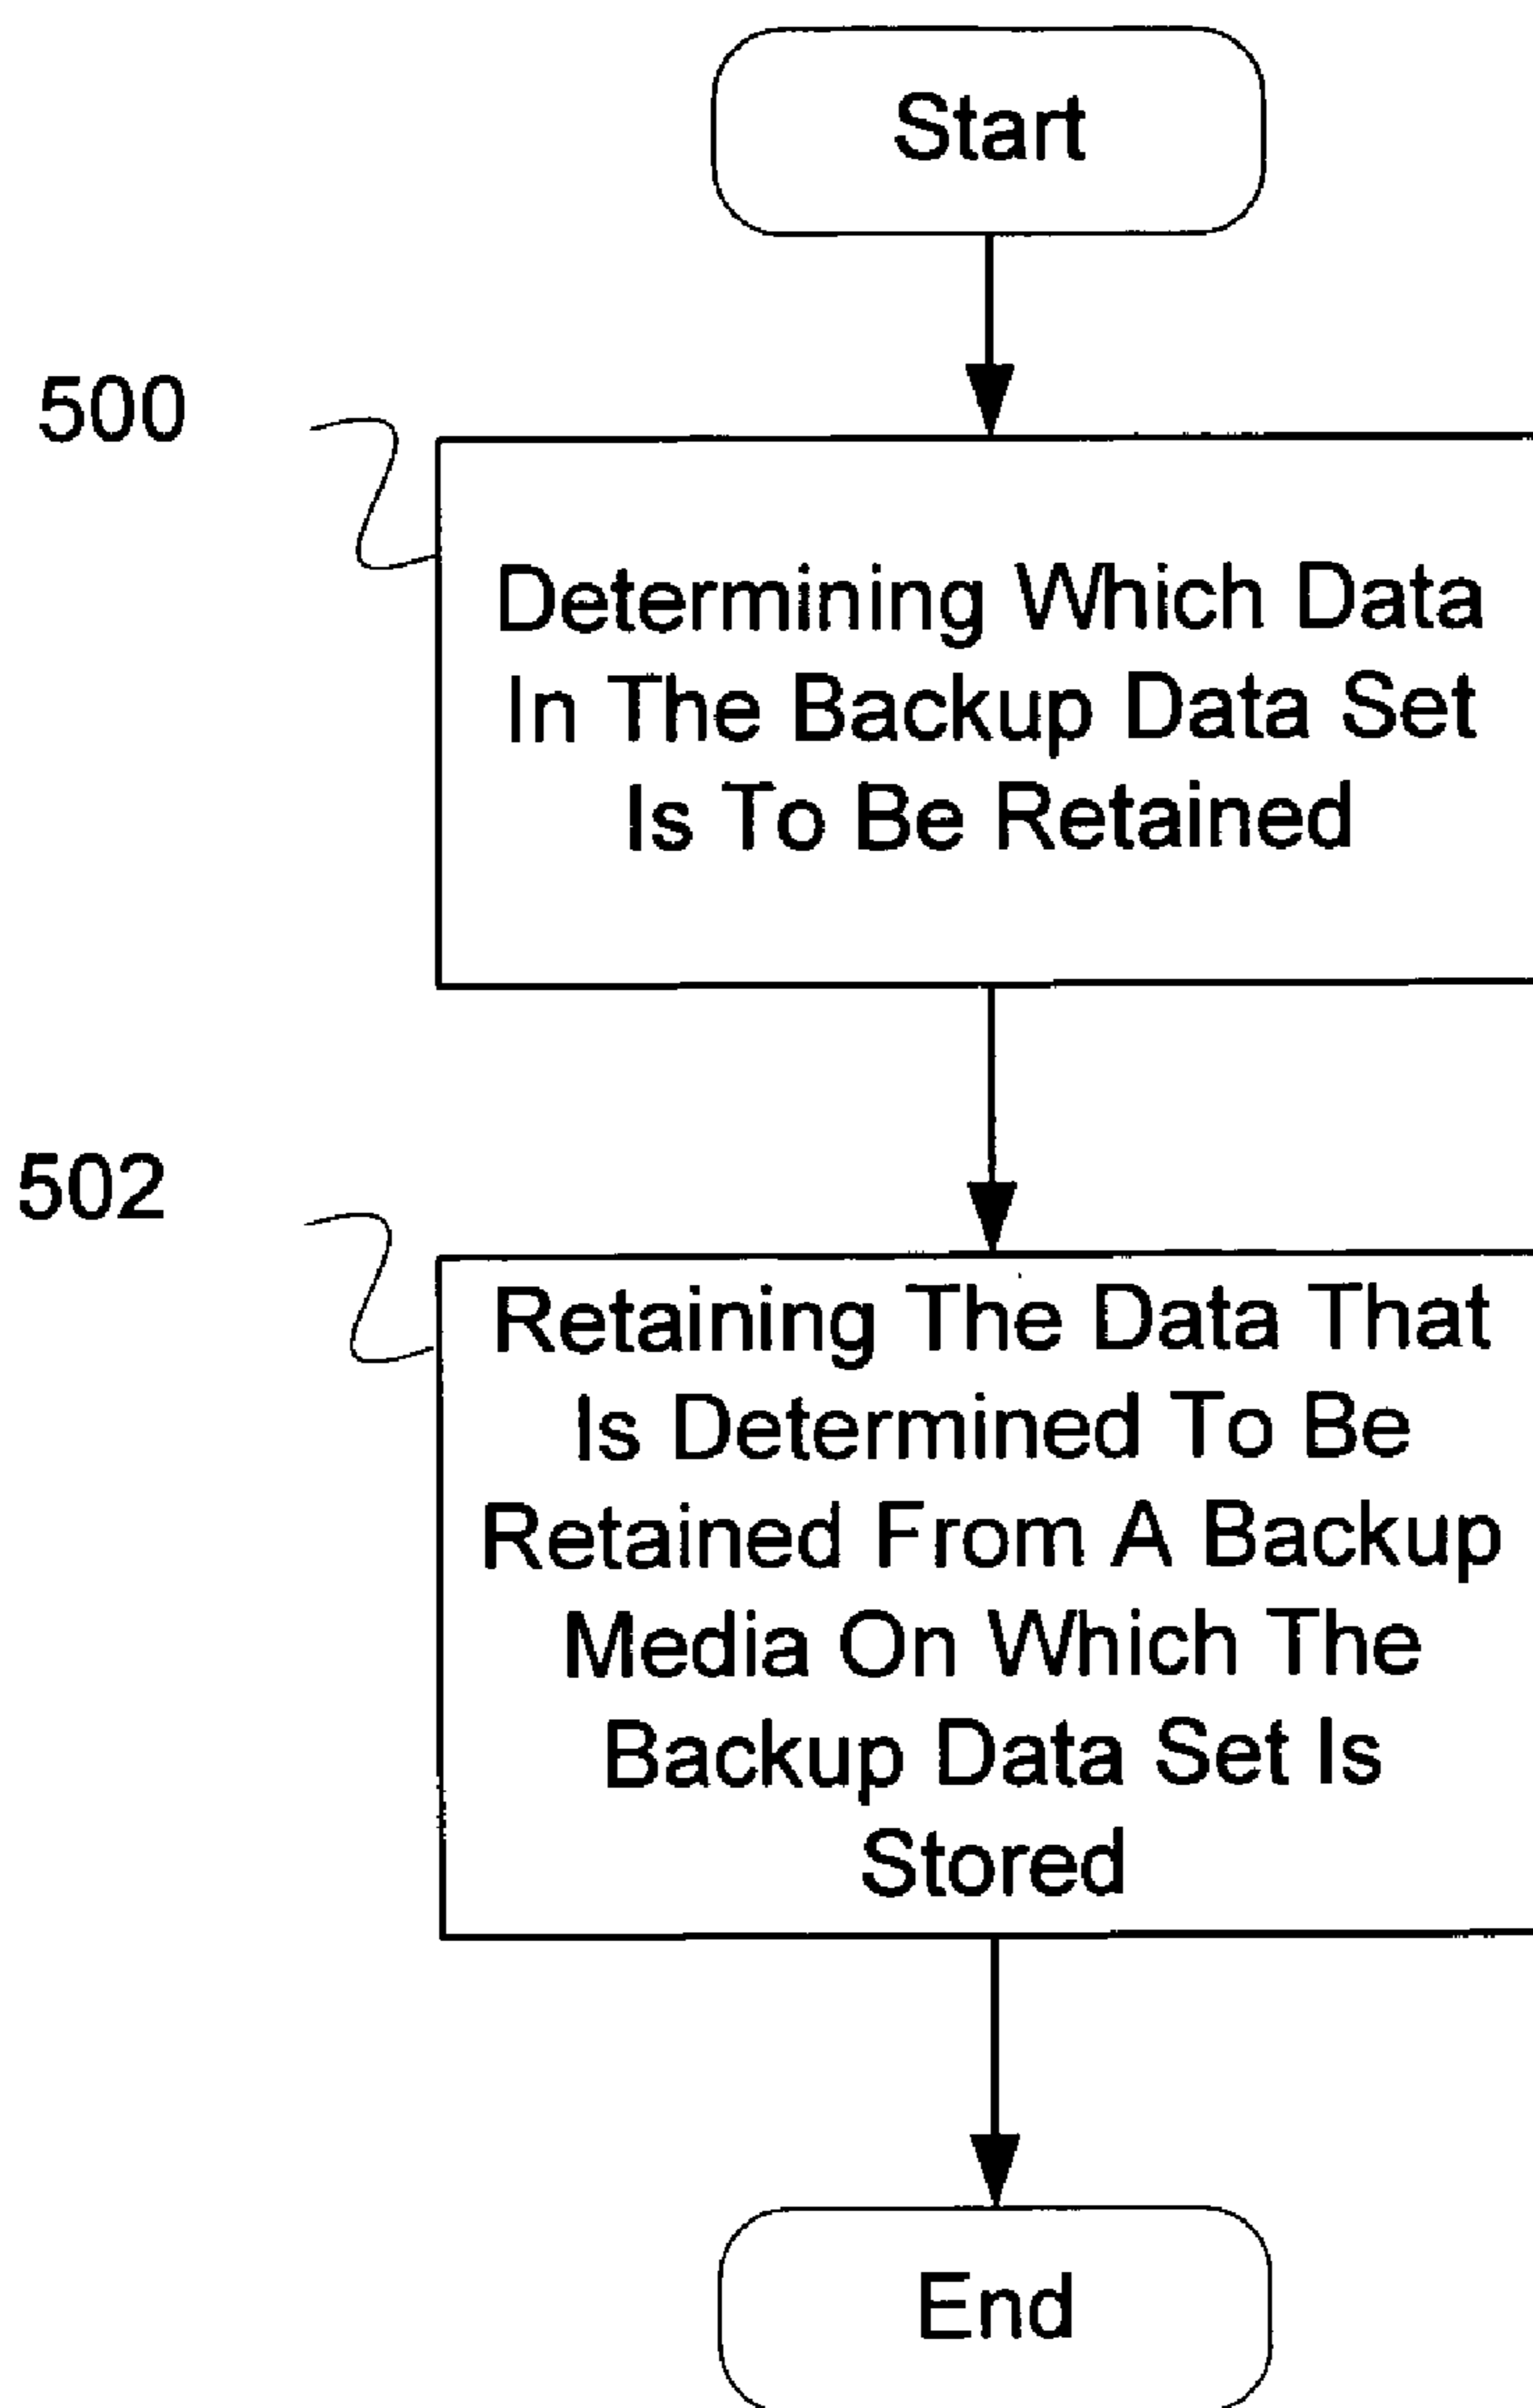 Start
500
Determining Which Data
In The Backup Data Set
Is To Be Retained
502
Retaining The Data That
Is Determined To Be
Retained From A Backup
Media On Which The
Backup Data Set Is
Stored
End